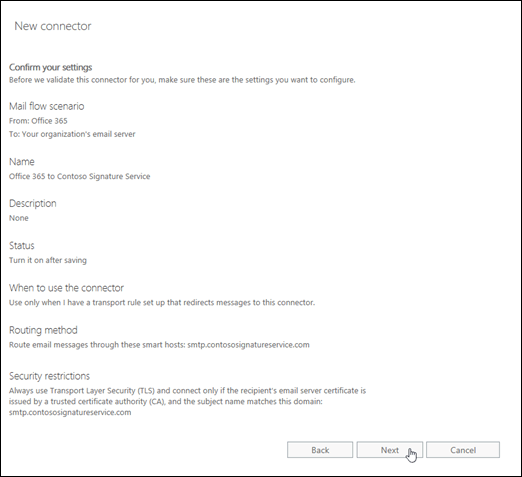 New connector
Confirm your settings
Before we validate this connector for you, make sure these are the settings you want to configure.
Mail flow scenario
From: Office 365
To: Your organization's email server
Name
Office 365 to Contoso Signature Service
Description
None
Status
Turn it on after saving
When to use the connector
Use only when I have a transport rule set up that redirects messages to this connector.
Routing method
Route email messages through these smart hosts: smtp.contososignatureservice.com
Security restrictions
Always use Transport Layer Security (TLS) and connect only if the recipient's email server certificate is
issued by a trusted certificate authority (CA), and the subject name matches this domain:
smtp.contososignatureservice.com
Back Next Cancel